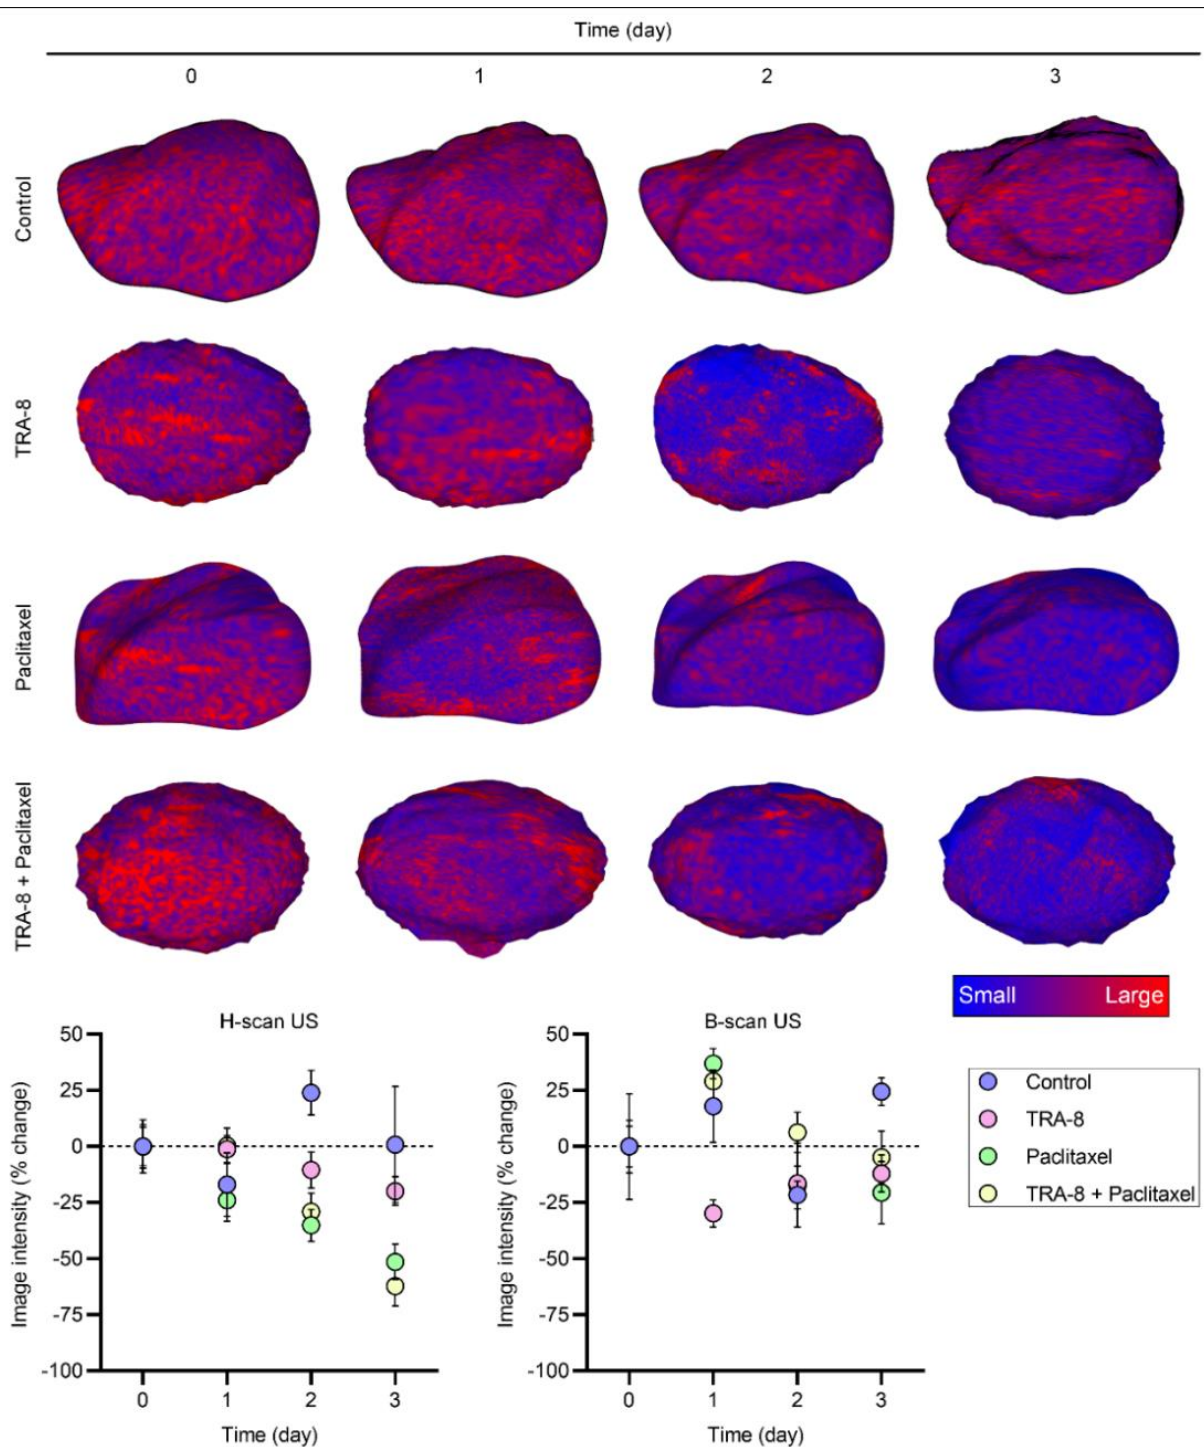 Time (day)
0 1 2 3
Control
TRA-8
Paclitaxel
TRA-8 + Paclitaxel
Small Large
H-scan US
Image intensity (% change)
50
25
0
-25
-50
-75
-100
0 1 2 3
Time (day)
B-scan US
Image intensity (% change)
50
25
0
-25
-50
-75
-100
0 1 2 3
Time (day)
Control
TRA-8
Paclitaxel
TRA-8 + Paclitaxel